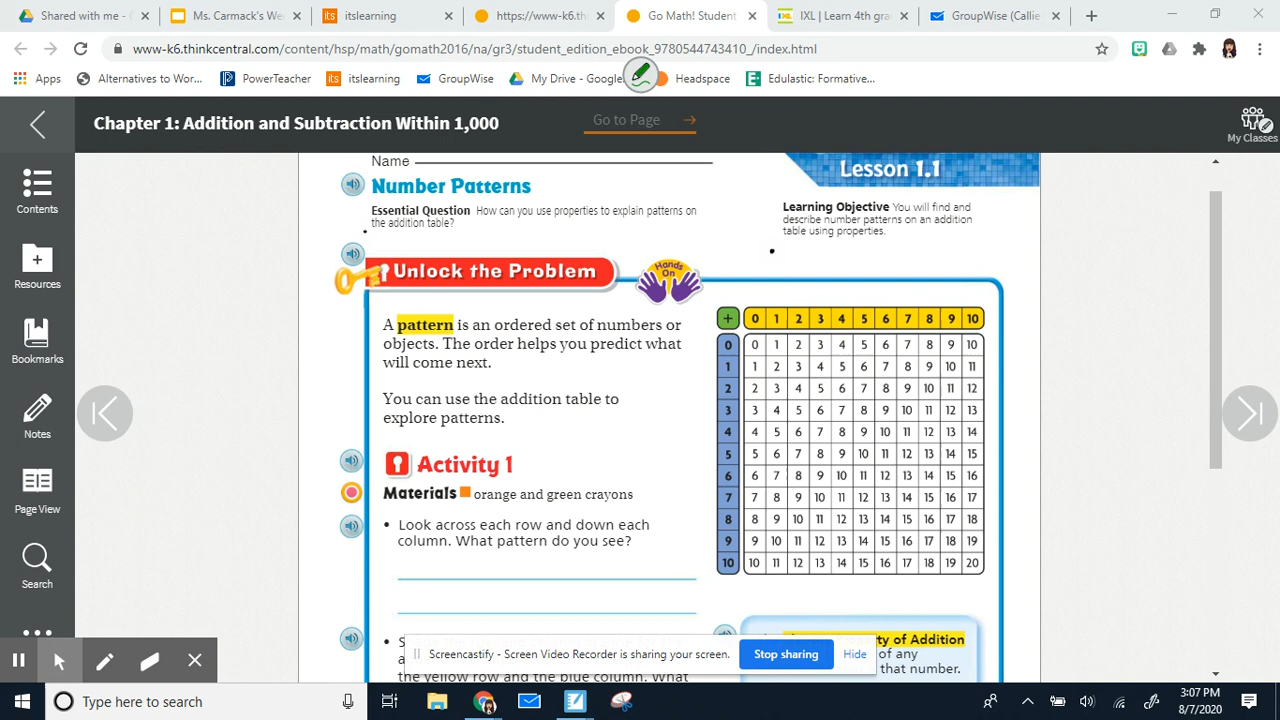 Shared with me - G
Ms. Carmack's We
its itslearning
https://www-k6.thi
Go Math! Student
IXL | Learn 4th gra
GroupWise (Callie
www-k6.thinkcentral.com/content/hsp/math/gomath2016/na/gr3/student_edition_ebook_9780544743410_/index.html
Apps
Alternatives to Wor...
PowerTeacher
its itslearning
GroupWise
My Drive - Google
Headspace
Edulastic: Formative...
Chapter 1: Addition and Subtraction Within 1,000
Go to Page
My Classes
Contents
Resources
Bookmarks
Notes
Page View
Search
Name
Lesson 1.1
Number Patterns
Essential Question How can you use properties to explain patterns on
the addition table?
Learning Objective You will find and
describe number patterns on an addition
table using properties.
Unlock the Problem
Hands
On
A pattern is an ordered set of numbers or
objects. The order helps you predict what
will come next.
You can use the addition table to
explore patterns.
Activity 1
Materials orange and green crayons
• Look across each row and down each
column. What pattern do you see?
+ 0 1 2 3 4 5 6 7 8 9 10
0 0 1 2 3 4 5 6 7 8 9 10
1 1 2 3 4 5 6 7 8 9 10 11
2 2 3 4 5 6 7 8 9 10 11 12
3 3 4 5 6 7 8 9 10 11 12 13
4 4 5 6 7 8 9 10 11 12 13 14
5 5 6 7 8 9 10 11 12 13 14 15
6 6 7 8 9 10 11 12 13 14 15 16
7 7 8 9 10 11 12 13 14 15 16 17
8 8 9 10 11 12 13 14 15 16 17 18
9 9 10 11 12 13 14 15 16 17 18 19
10 10 11 12 13 14 15 16 17 18 19 20
the yellow row and the blue column. What
of Addition
of any
that number.
Screencastify - Screen Video Recorder is sharing your screen.
Stop sharing
Hide
Type here to search
3:07 PM
8/7/2020